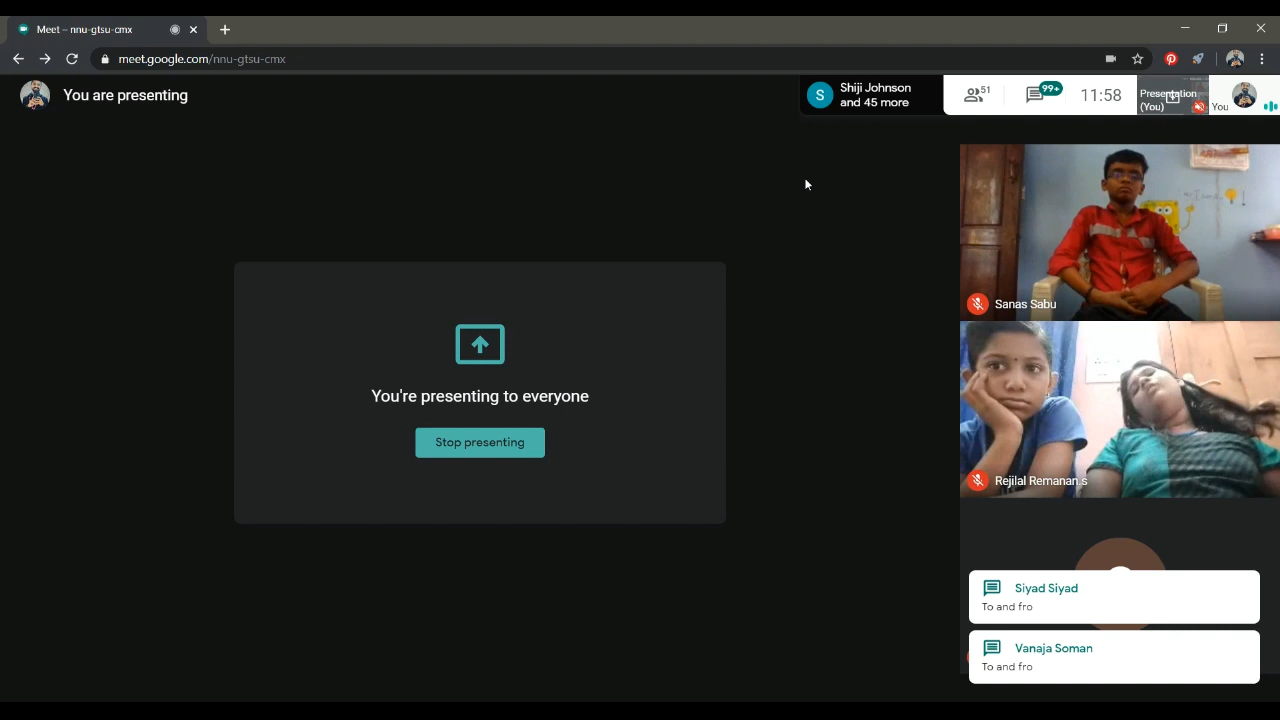 Meet – nnu-gtsu-cmx
meet.google.com/nnu-gtsu-cmx
You are presenting
S
Shiji Johnson
and 45 more
51
99+
11:58
Presentation
(You)
You
Sanas Sabu
You're presenting to everyone
Stop presenting
Rejilal Remanan.s
Siyad Siyad
To and fro
Vanaja Soman
To and fro